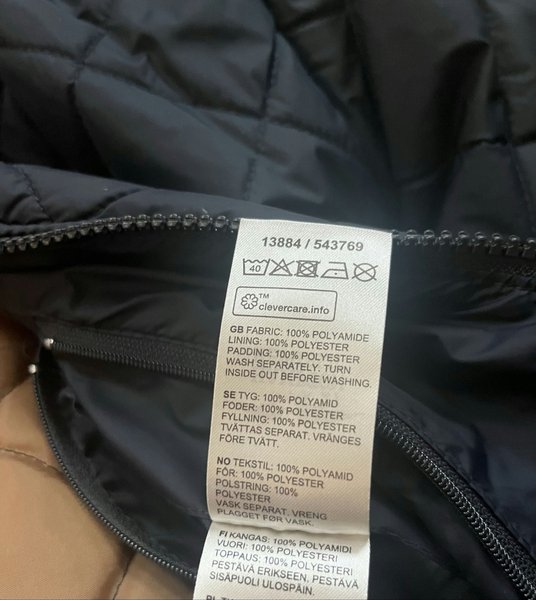 13884 / 543769
40
TM
clevercare.info
GB FABRIC: 100% POLYAMIDE
LINING: 100% POLYESTER
PADDING: 100% POLYESTER
WASH SEPARATELY. TURN
INSIDE OUT BEFORE WASHING.
SE TYG: 100% POLYAMID
FODER: 100% POLYESTER
FYLLNING: 100% POLYESTER
TVÄTTAS SEPARAT. VRÄNGES
FÖRE TVÄTT.
NO TEKSTIL: 100% POLYAMID
FÔR: 100% POLYESTER
POLSTRING: 100%
POLYESTER
VASK SEPARAT. VRENG
PLAGGET FØR VASK.
FI KANGAS: 100% POLYAMIDI
VUORI: 100% POLYESTERI
TOPPAUS: 100% POLYESTERI
PESTÄVÄ ERIKSEEN. PESTÄVÄ
SISÄPUOLI ULOSPÄIN.